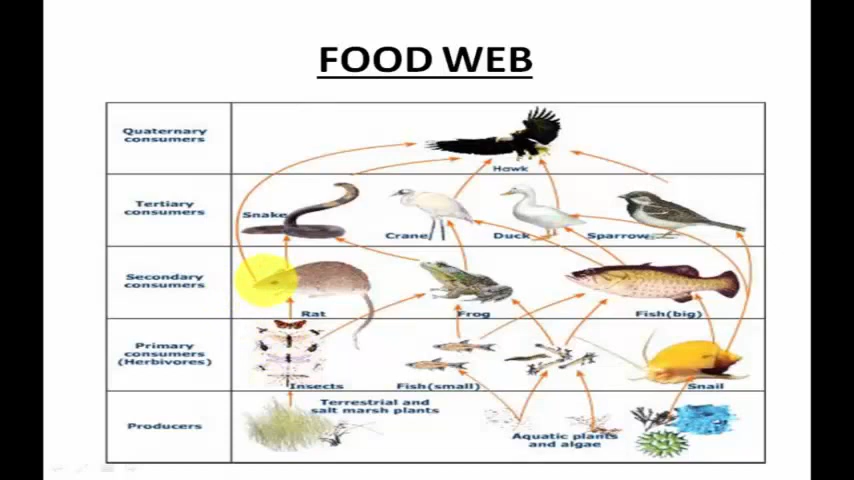 FOOD WEB
Quaternary
consumers
Hawk
Tertiary
consumers
Snake
Crane
Duck
Sparrow
Secondary
consumers
Rat
Frog
Fish(big)
Primary
consumers
(Herbivores)
Insects
Fish(small)
Snail
Producers
Terrestrial and
salt marsh plants
Aquatic plants
and algae